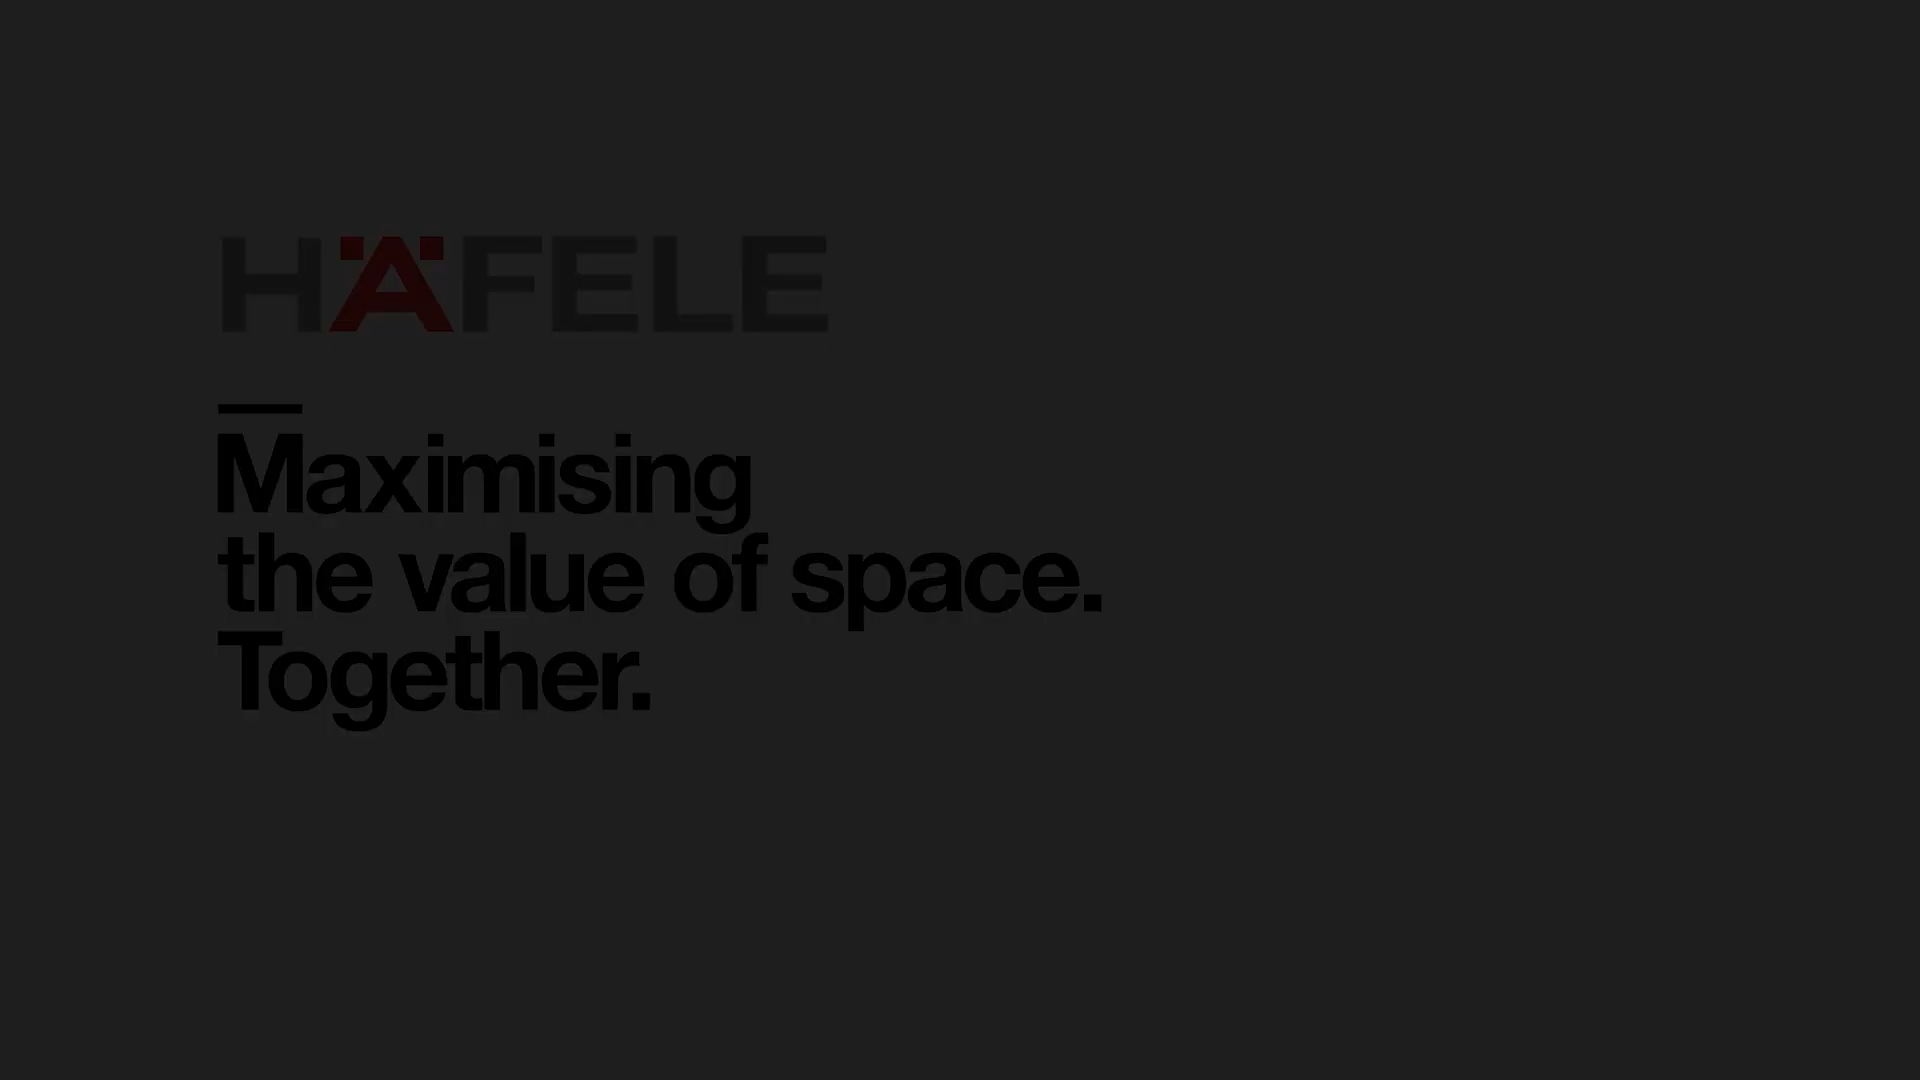 HÄFELE
Maximising
the value of space.
Together.